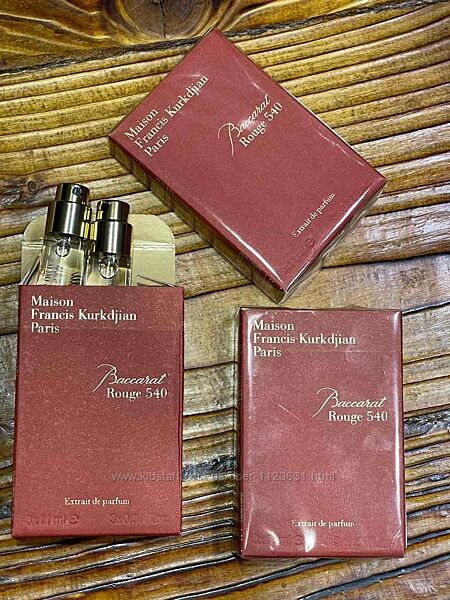 Maison
Francis Kurkdjian
Paris
Baccarat
Rouge 540
Extrait de parfum
Maison
Francis Kurkdjian
Paris
Baccarat
Rouge 540
Extrait de parfum
3x11ml e
Maison
Francis Kurkdjian
Paris
Baccarat
Rouge 540
Extrait de parfum